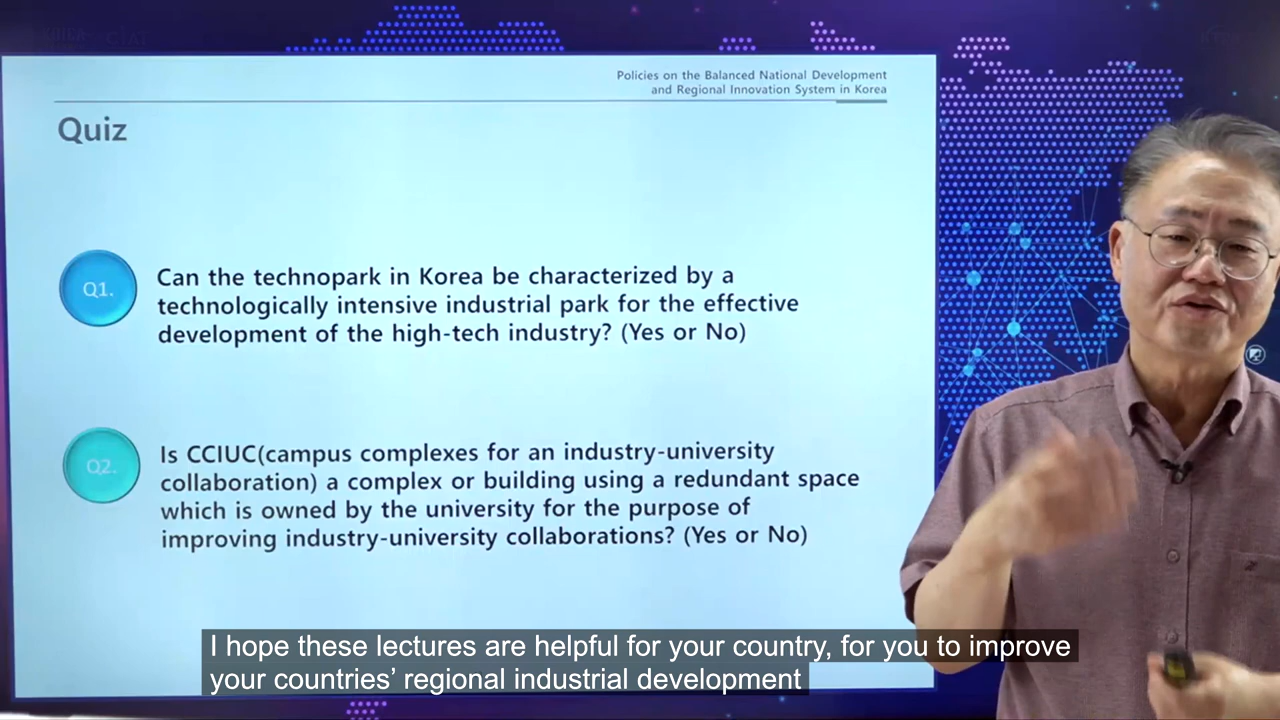 Policies on the Balanced National Development
and Regional Innovation System in Korea
Quiz
Q1.
Can the technopark in Korea be characterized by a
technologically intensive industrial park for the effective
development of the high-tech industry? (Yes or No)
Q2.
Is CCIUC(campus complexes for an industry-university
collaboration) a complex or building using a redundant space
which is owned by the university for the purpose of
improving industry-university collaborations? (Yes or No)
I hope these lectures are helpful for your country, for you to improve
your countries’ regional industrial development